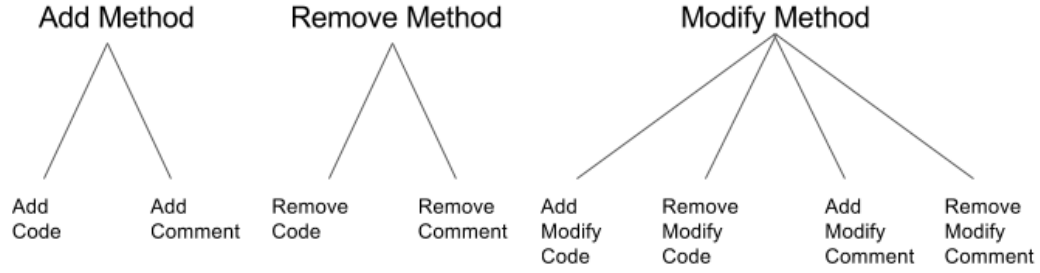 Add Method
Remove Method
Modify Method
Add
Code
Add
Comment
Remove
Code
Remove
Comment
Add
Modify
Code
Remove
Modify
Code
Add
Modify
Comment
Remove
Modify
Comment